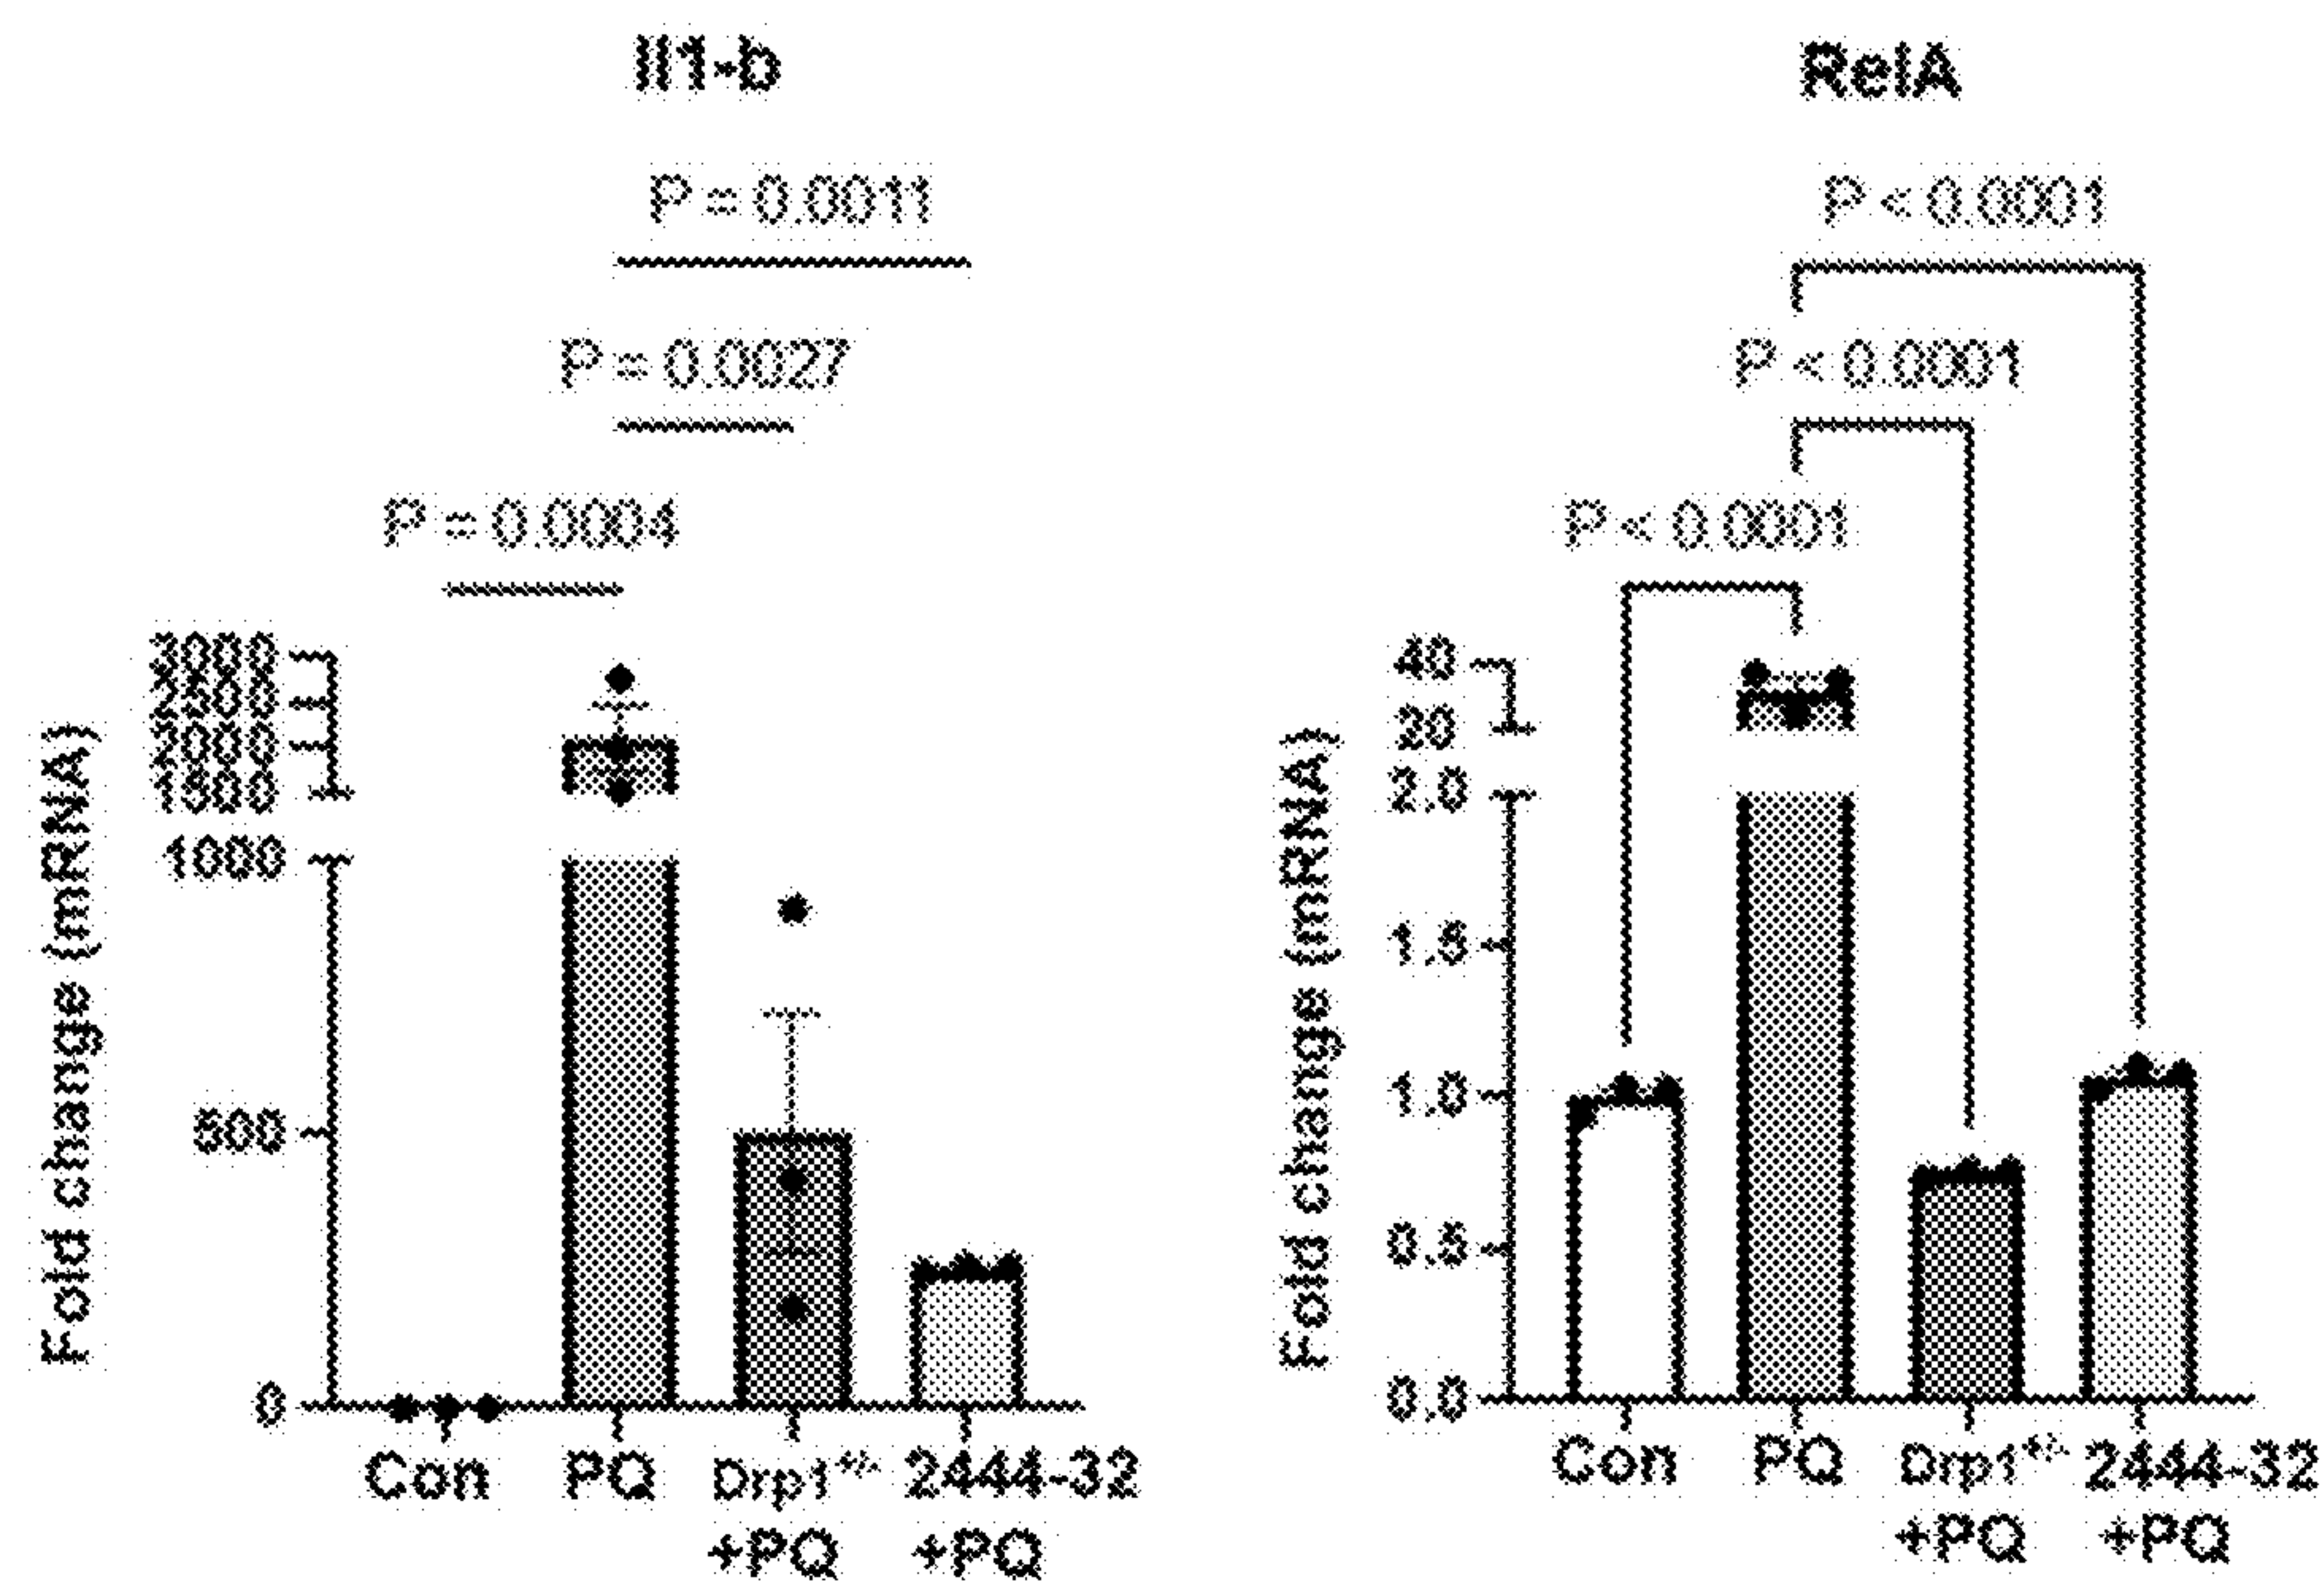 Il1-b
P = 0.0011
P = 0.0027
P = 0.0004
3000
2500
2000
1500
1000
500
0
Fold change (mRNA)
Con PQ Drp1+/- 2444-32
+PQ +PQ
RelA
P < 0.0001
P < 0.0001
P < 0.0001
40
20
2.0
1.5
1.0
0.5
0.0
Fold change (mRNA)
Con PQ Drp1+/- 2444-32
+PQ +PQ